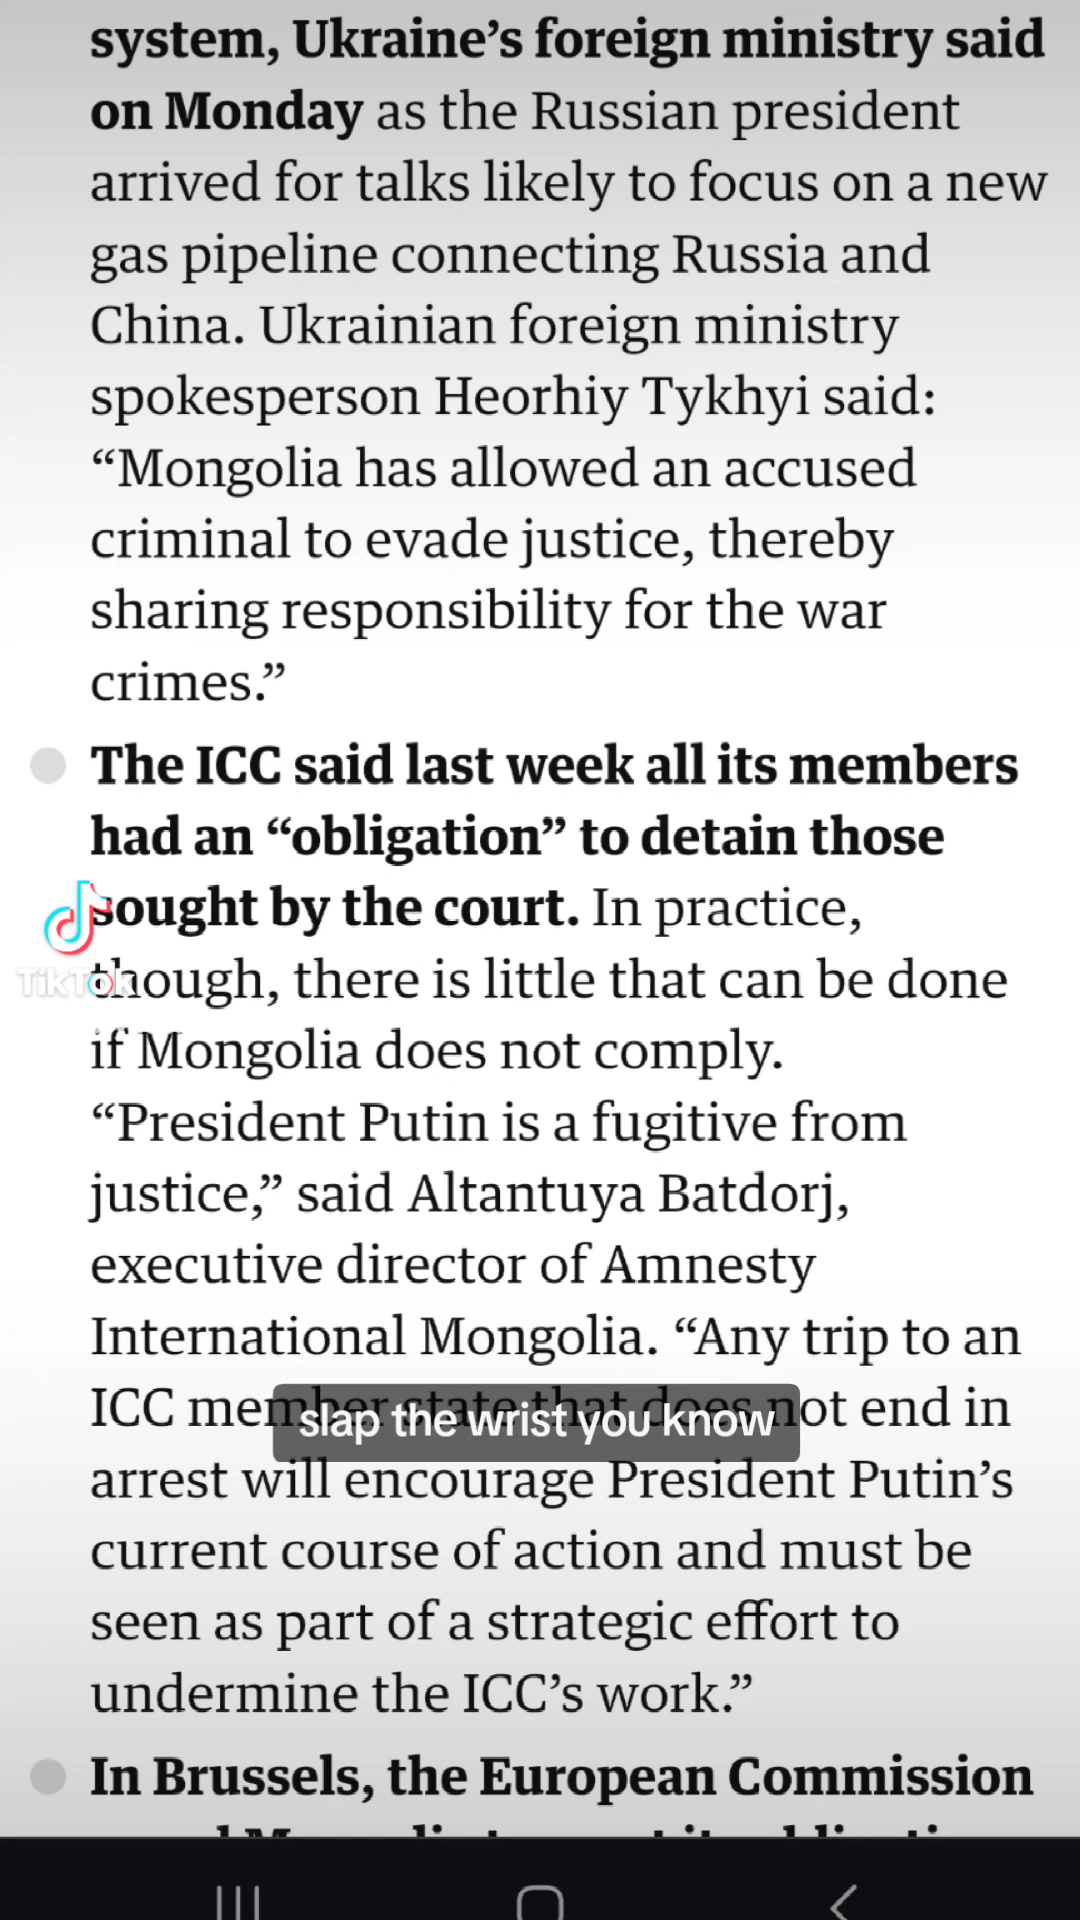 system, Ukraine’s foreign ministry said
on Monday as the Russian president
arrived for talks likely to focus on a new
gas pipeline connecting Russia and
China. Ukrainian foreign ministry
spokesperson Heorhiy Tykhyi said:
“Mongolia has allowed an accused
criminal to evade justice, thereby
sharing responsibility for the war
crimes.”
The ICC said last week all its members
had an “obligation” to detain those
sought by the court. In practice,
TikTok
though, there is little that can be done
if Mongolia does not comply.
“President Putin is a fugitive from
justice,” said Altantuya Batdorj,
executive director of Amnesty
International Mongolia. “Any trip to an
ICC member state that does not end in
slap the wrist you know
arrest will encourage President Putin’s
current course of action and must be
seen as part of a strategic effort to
undermine the ICC’s work.”
In Brussels, the European Commission